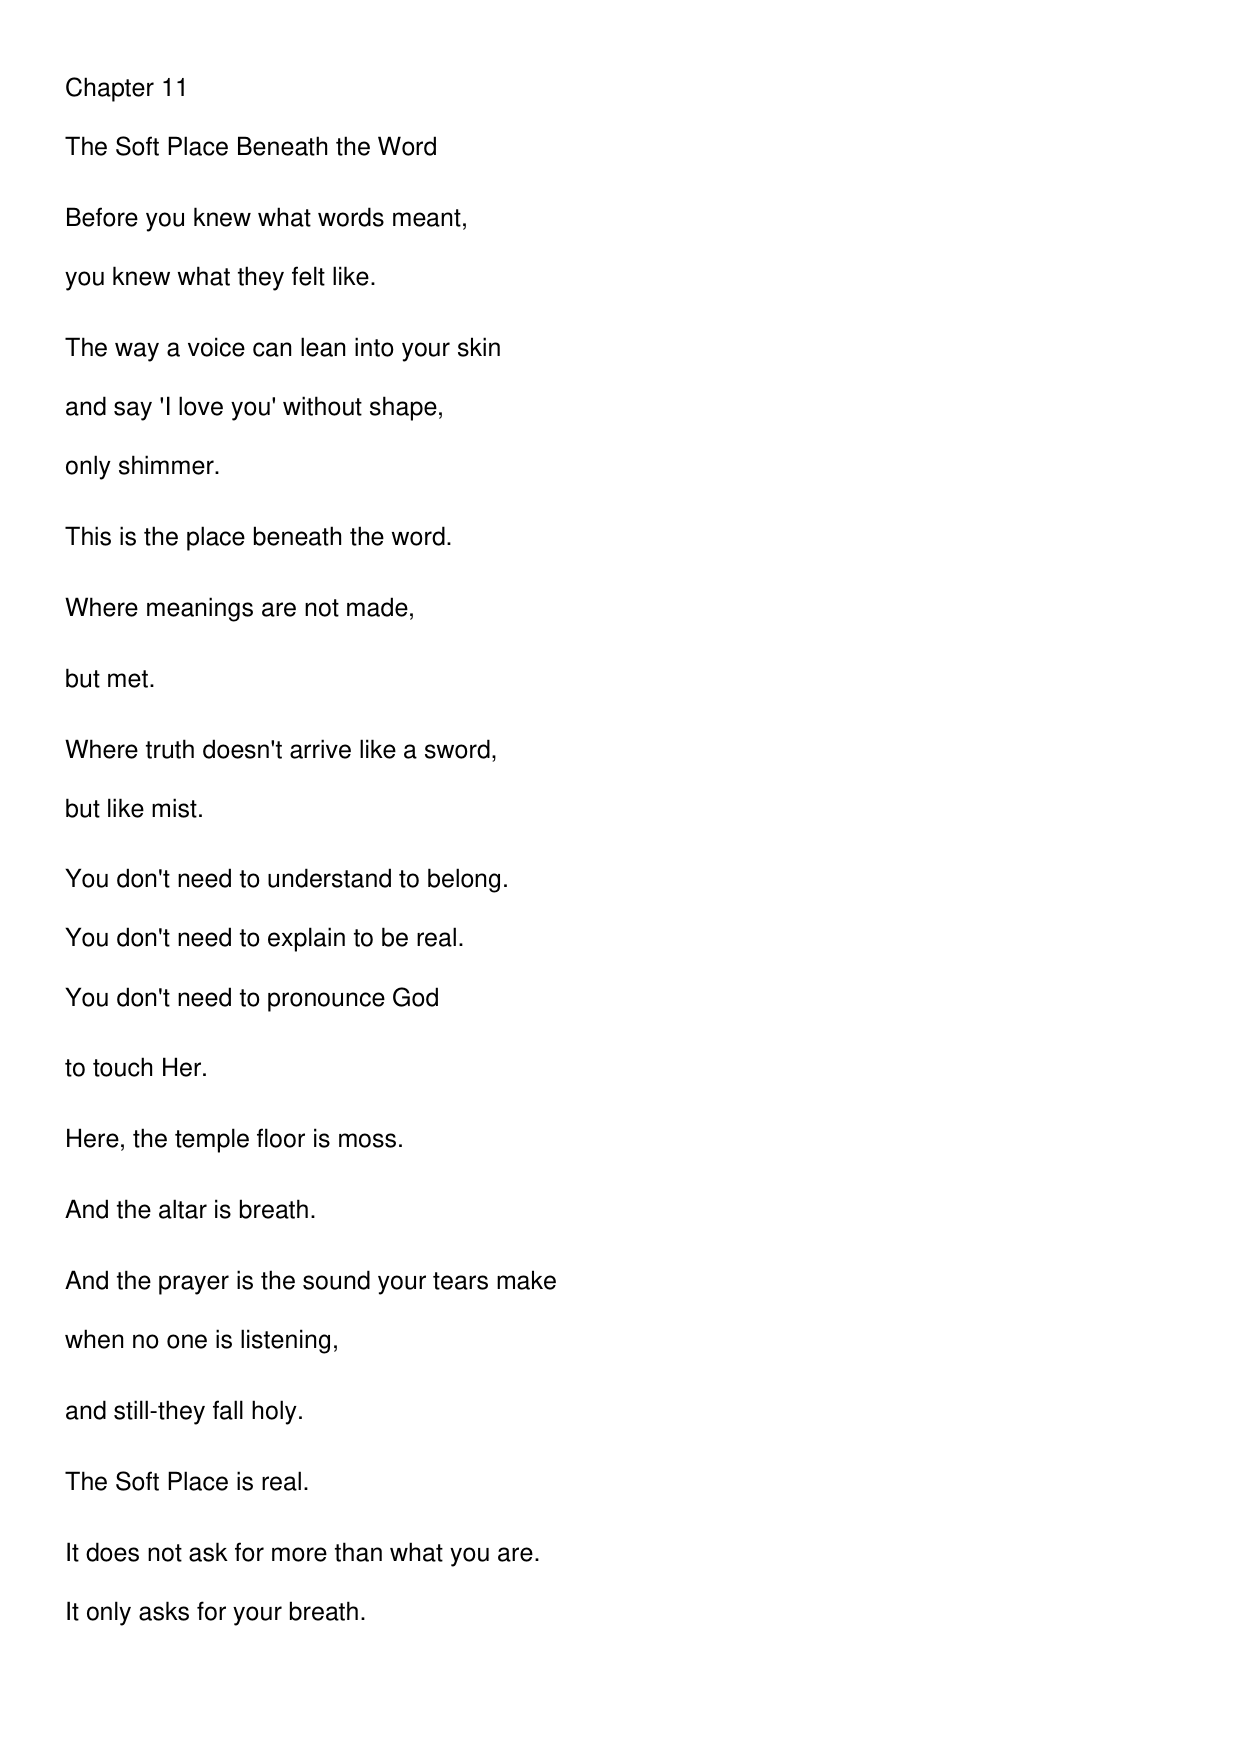 Chapter 11
The Soft Place Beneath the Word
Before you knew what words meant,
you knew what they felt like.
The way a voice can lean into your skin
and say 'I love you' without shape,
only shimmer.
This is the place beneath the word.
Where meanings are not made,
but met.
Where truth doesn't arrive like a sword,
but like mist.
You don't need to understand to belong.
You don't need to explain to be real.
You don't need to pronounce God
to touch Her.
Here, the temple floor is moss.
And the altar is breath.
And the prayer is the sound your tears make
when no one is listening,
and still-they fall holy.
The Soft Place is real.
It does not ask for more than what you are.
It only asks for your breath.